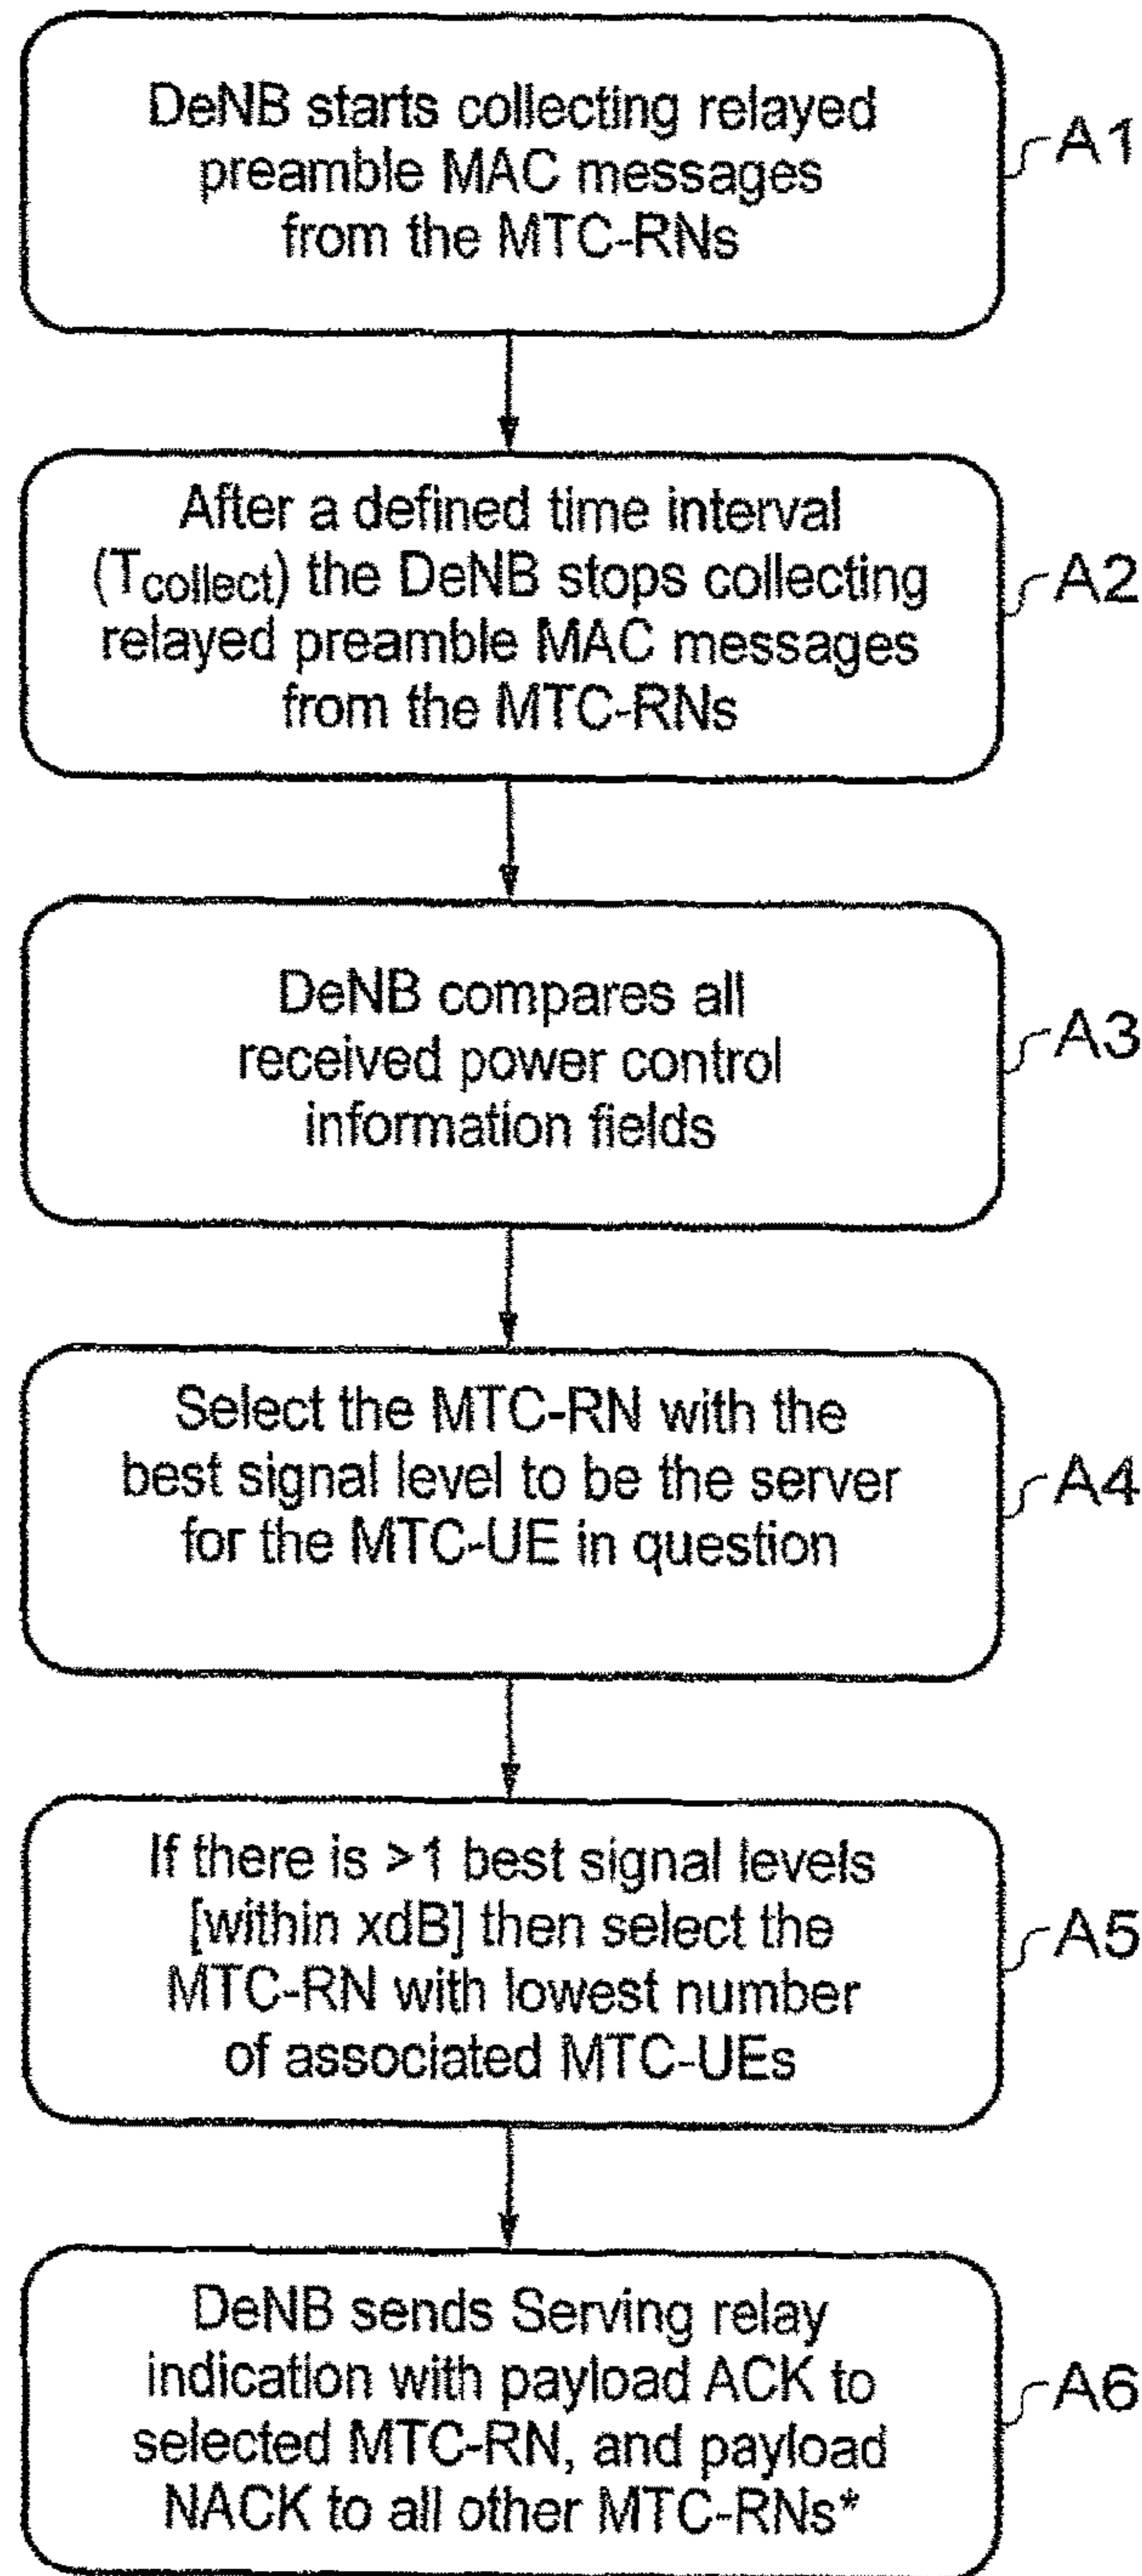 DeNB starts collecting relayed
preamble MAC messages
from the MTC-RNs
A1
After a defined time interval
(Tcollect) the DeNB stops collecting
relayed preamble MAC messages
from the MTC-RNs
A2
DeNB compares all
received power control
information fields
A3
Select the MTC-RN with the
best signal level to be the server
for the MTC-UE in question
A4
If there is >1 best signal levels
[within xdB] then select the
MTC-RN with lowest number
of associated MTC-UEs
A5
DeNB sends Serving relay
indication with payload ACK to
selected MTC-RN, and payload
NACK to all other MTC-RNs*
A6